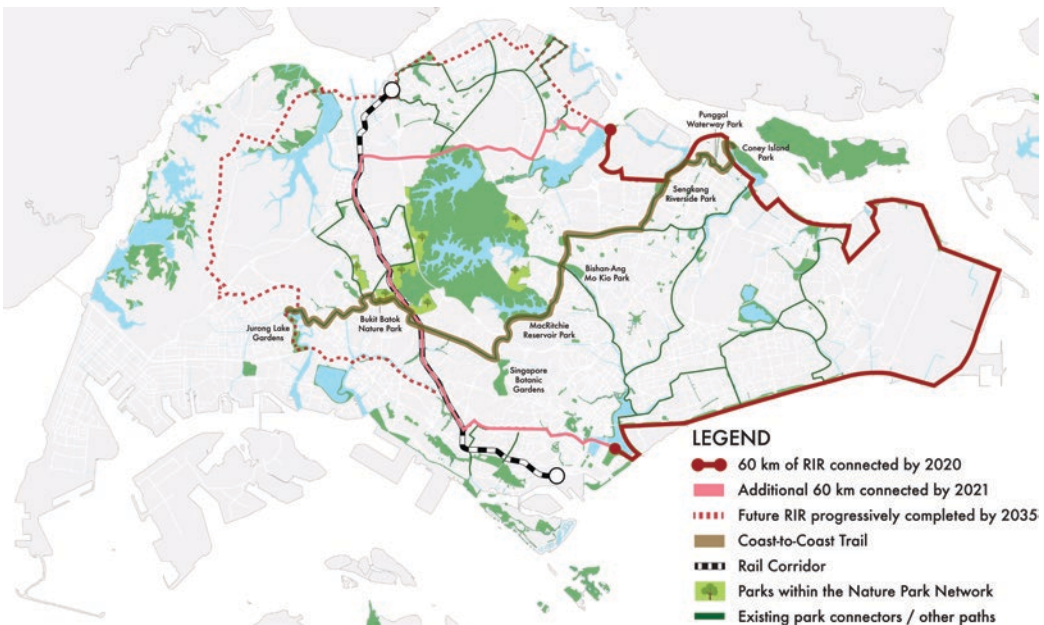 Punggol
Waterway Park
Coney Island
Park
Sengkang
Riverside Park
Bishan-Ang
Mo Kio Park
Bukit Batok
Nature Park
Jurong Lake
Gardens
MacRitchie
Reservoir Park
Singapore
Botanic
Gardens
LEGEND
60 km of RIR connected by 2020
Additional 60 km connected by 2021
Future RIR progressively completed by 2035
Coast-to-Coast Trail
Rail Corridor
Parks within the Nature Park Network
Existing park connectors / other paths